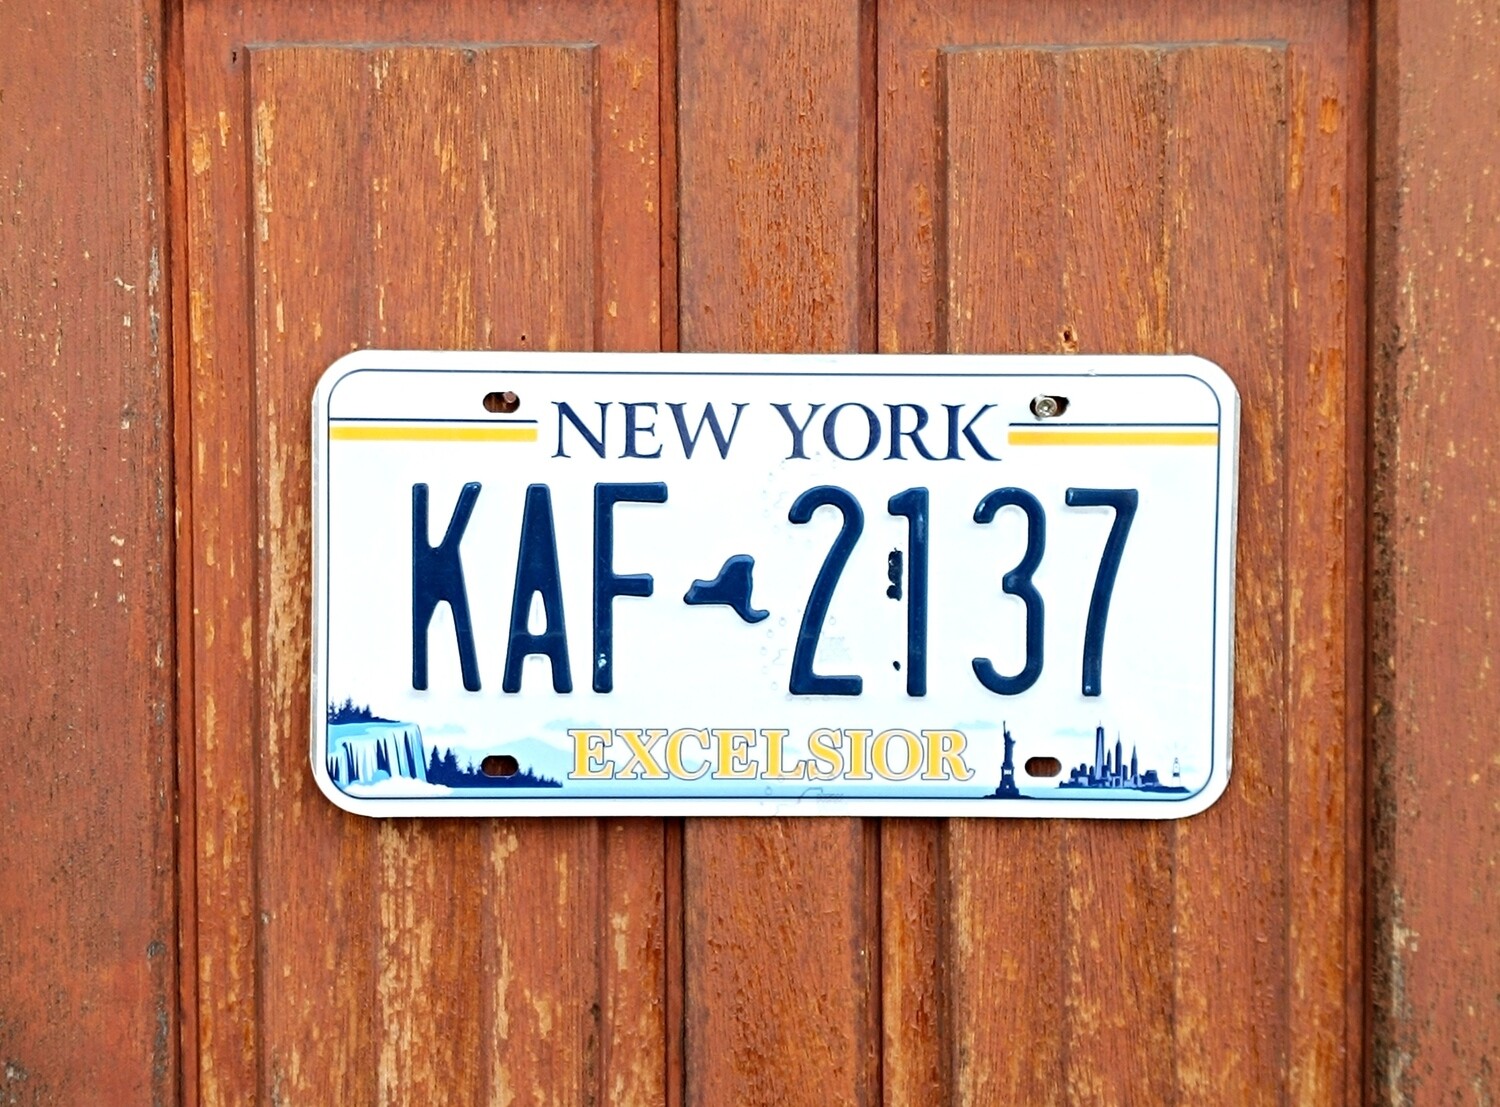 NEW YORK
KAF 2137
EXCELSIOR